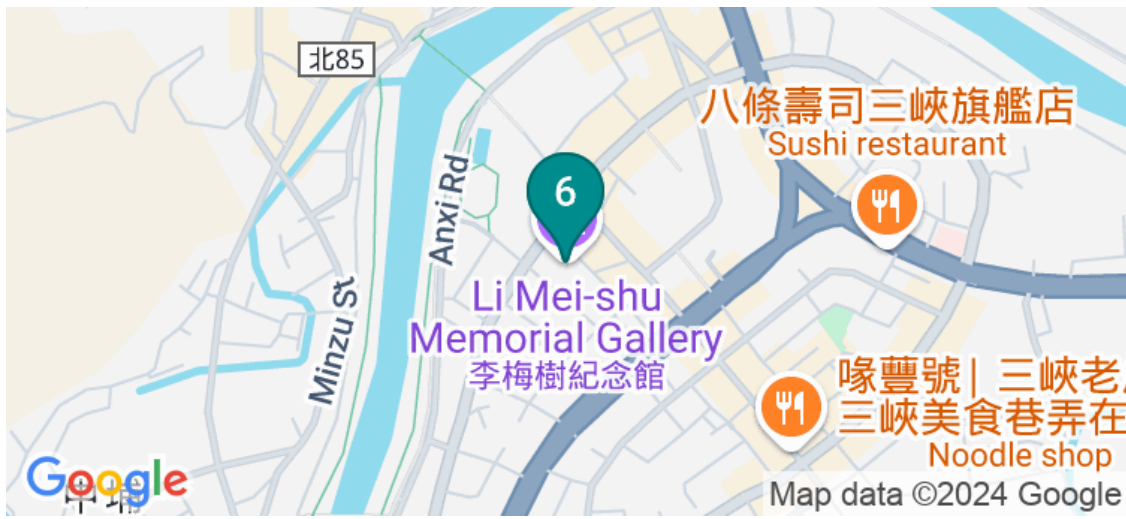 北85
八條壽司三峽旗艦店
Sushi restaurant
Anxi Rd
6
Minzu St
Li Mei-shu
Memorial Gallery
李梅樹紀念館
喙豐號| 三峽老
三峽美食巷弄在
Noodle shop
Google
中埔
Map data ©2024 Google